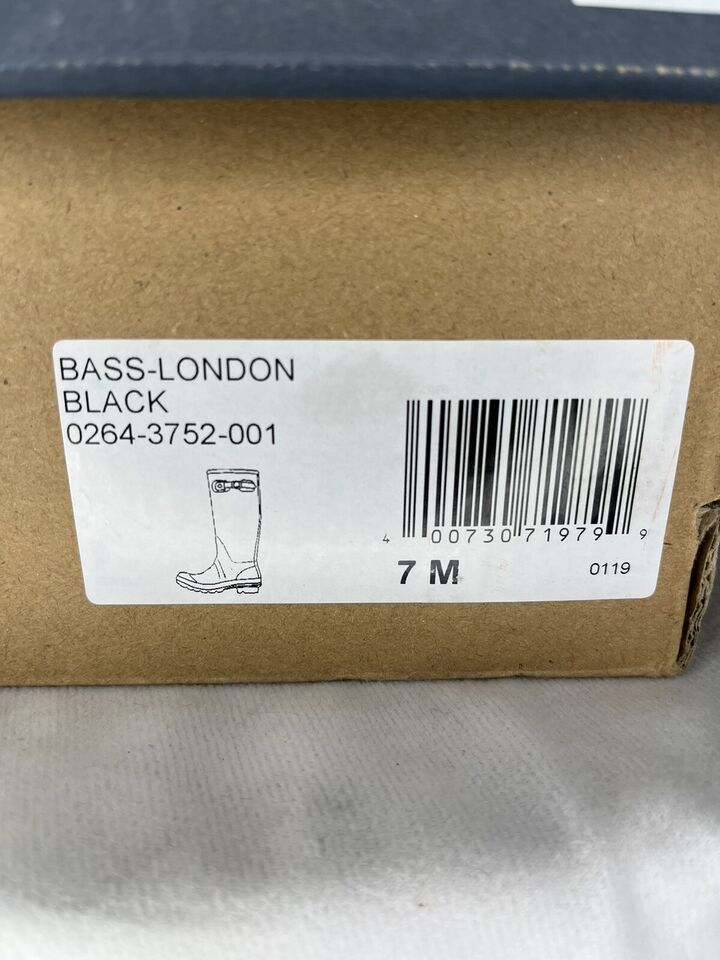 BASS-LONDON
BLACK
0264-3752-001
4 00730 71979 9
7 M
0119